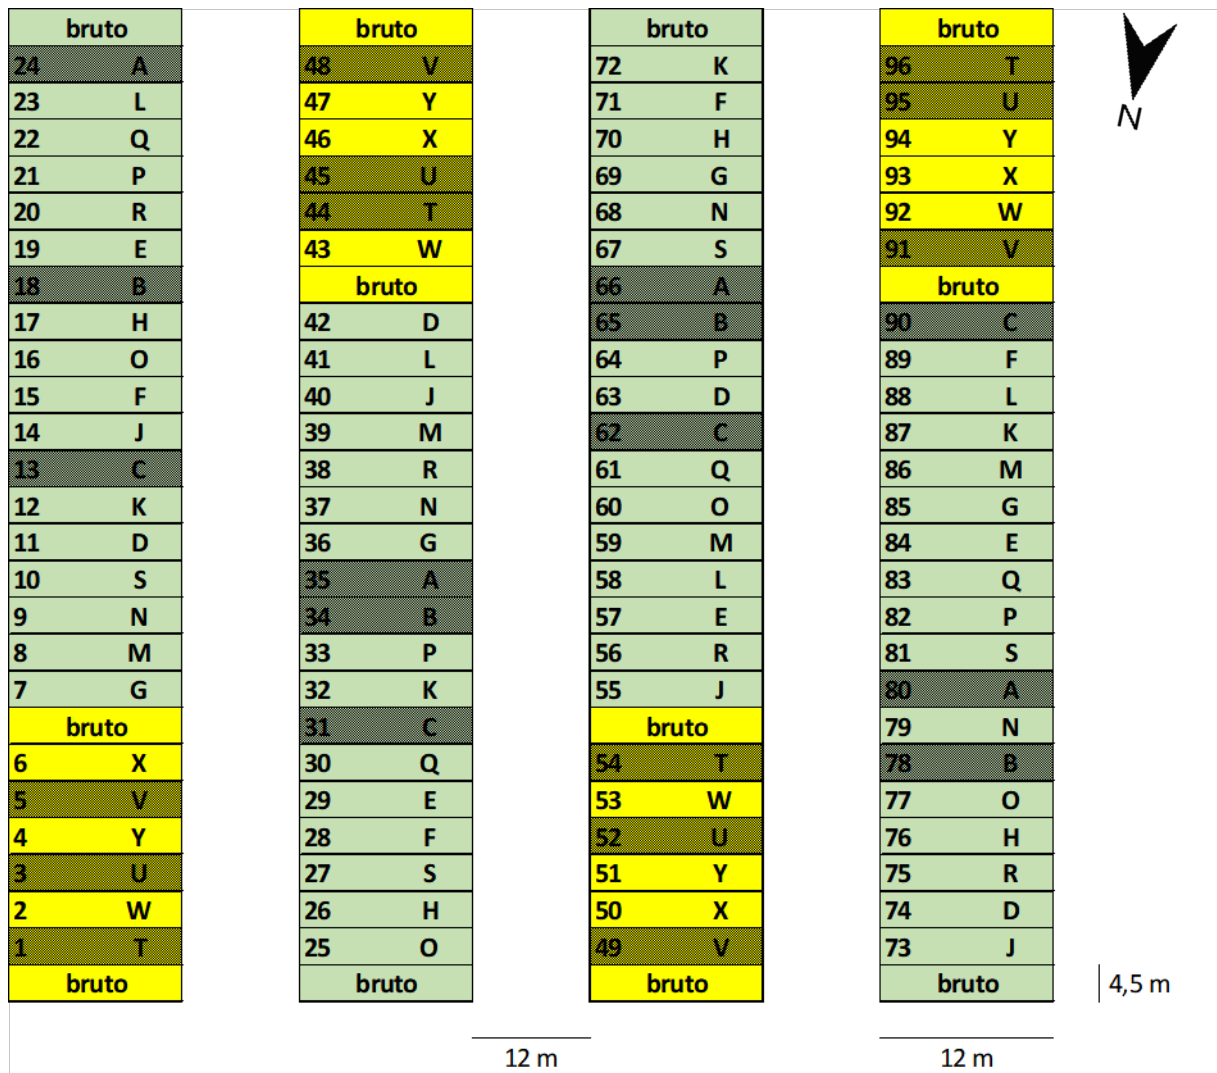 bruto bruto bruto bruto
24 A 48 V 72 K 96 T
23 L 47 Y 71 F 95 U
22 Q 46 X 70 H 94 Y
21 P 45 U 69 G 93 X
20 R 44 T 68 N 92 W
19 E 43 W 67 S 91 V
18 B bruto 66 A bruto
17 H 42 D 65 B 90 C
16 O 41 L 64 P 89 F
15 F 40 J 63 D 88 L
14 J 39 M 62 C 87 K
13 C 38 R 61 Q 86 M
12 K 37 N 60 O 85 G
11 D 36 G 59 M 84 E
10 S 35 A 58 L 83 Q
9 N 34 B 57 E 82 P
8 M 33 P 56 R 81 S
7 G 32 K 55 J 80 A
bruto 31 C bruto 79 N
6 X 30 Q 54 T 78 B
5 V 29 E 53 W 77 O
4 Y 28 F 52 U 76 H
3 U 27 S 51 Y 75 R
2 W 26 H 50 X 74 D
1 T 25 O 49 V 73 J
bruto bruto bruto bruto
N
4,5 m
12 m 12 m